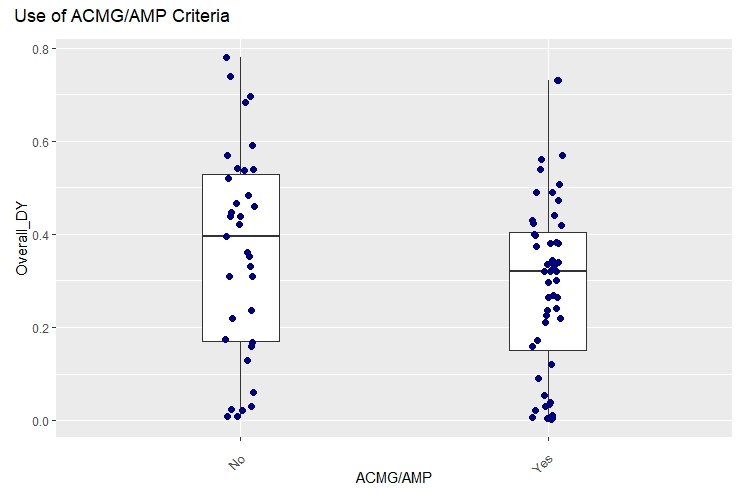 Use of ACMG/AMP Criteria
Overall_DY
0.8
0.6
0.4
0.2
0.0
No
Yes
ACMG/AMP